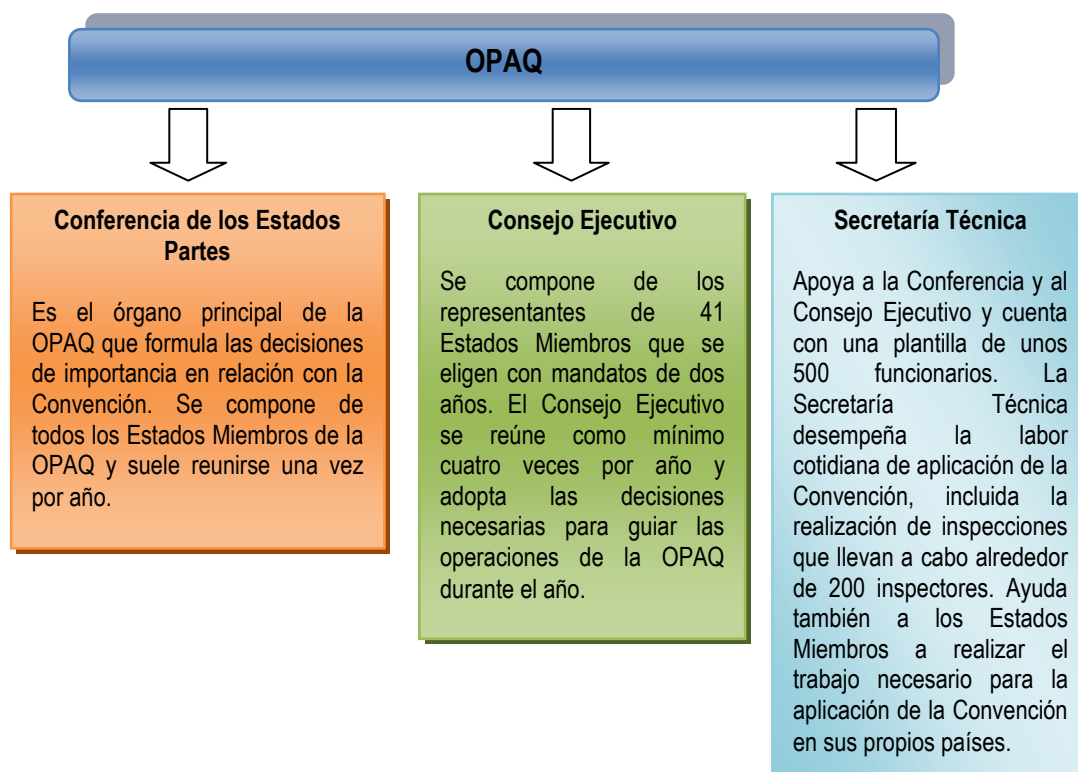 OPAQ
Conferencia de los Estados
Partes
Es el órgano principal de la
OPAQ que formula las decisiones
de importancia en relación con la
Convención. Se compone de
todos los Estados Miembros de la
OPAQ y suele reunirse una vez
por año.
Consejo Ejecutivo
Se compone de los
representantes de 41
Estados Miembros que se
eligen con mandatos de dos
años. El Consejo Ejecutivo
se reúne como mínimo
cuatro veces por año y
adopta las decisiones
necesarias para guiar las
operaciones de la OPAQ
durante el año.
Secretaría Técnica
Apoya a la Conferencia y al
Consejo Ejecutivo y cuenta
con una plantilla de unos
500 funcionarios. La
Secretaría Técnica
desempeña la labor
cotidiana de aplicación de la
Convención, incluida la
realización de inspecciones
que llevan a cabo alrededor
de 200 inspectores. Ayuda
también a los Estados
Miembros a realizar el
trabajo necesario para la
aplicación de la Convención
en sus propios países.